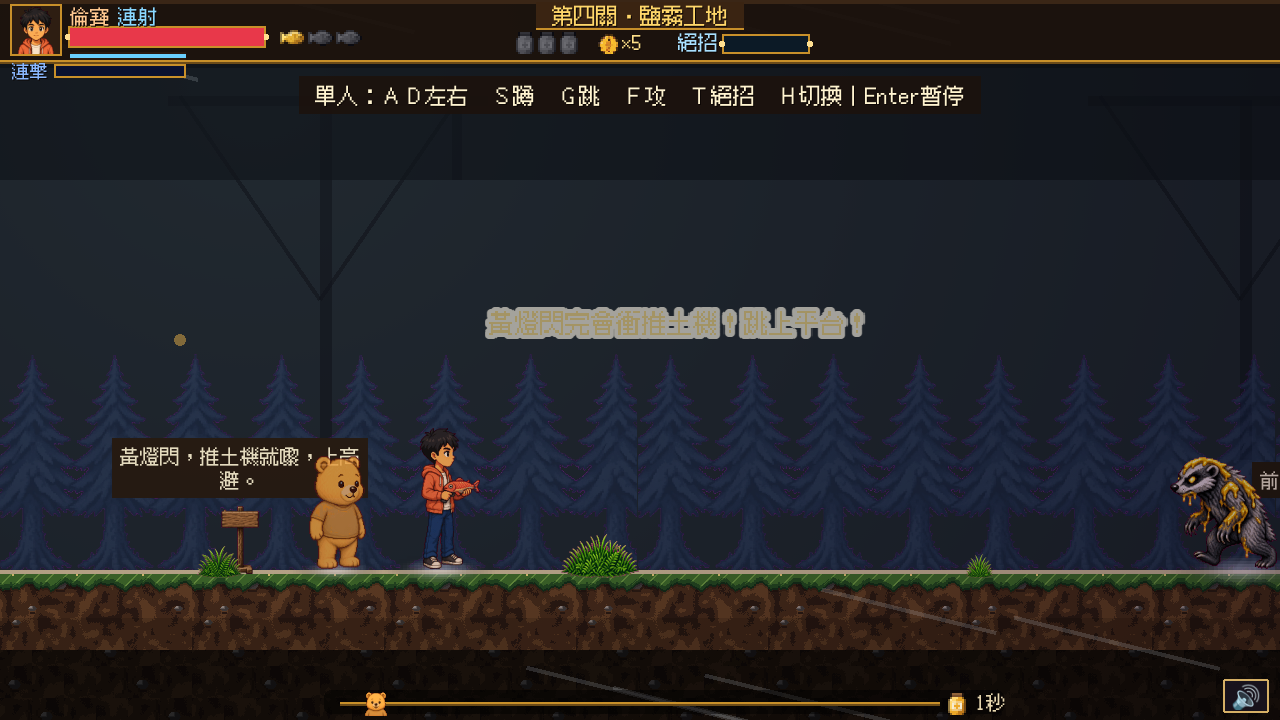 倫寶 連射
第四關·鹽霧工地
×5
絕招
連擊
單人：A D左右 S蹲 G跳 F攻 T絕招 H切換 | Enter暫停
黃燈閃完會衝推土機！跳上平台！
黃燈閃，推土機就嚟，上高
避。
前
1秒